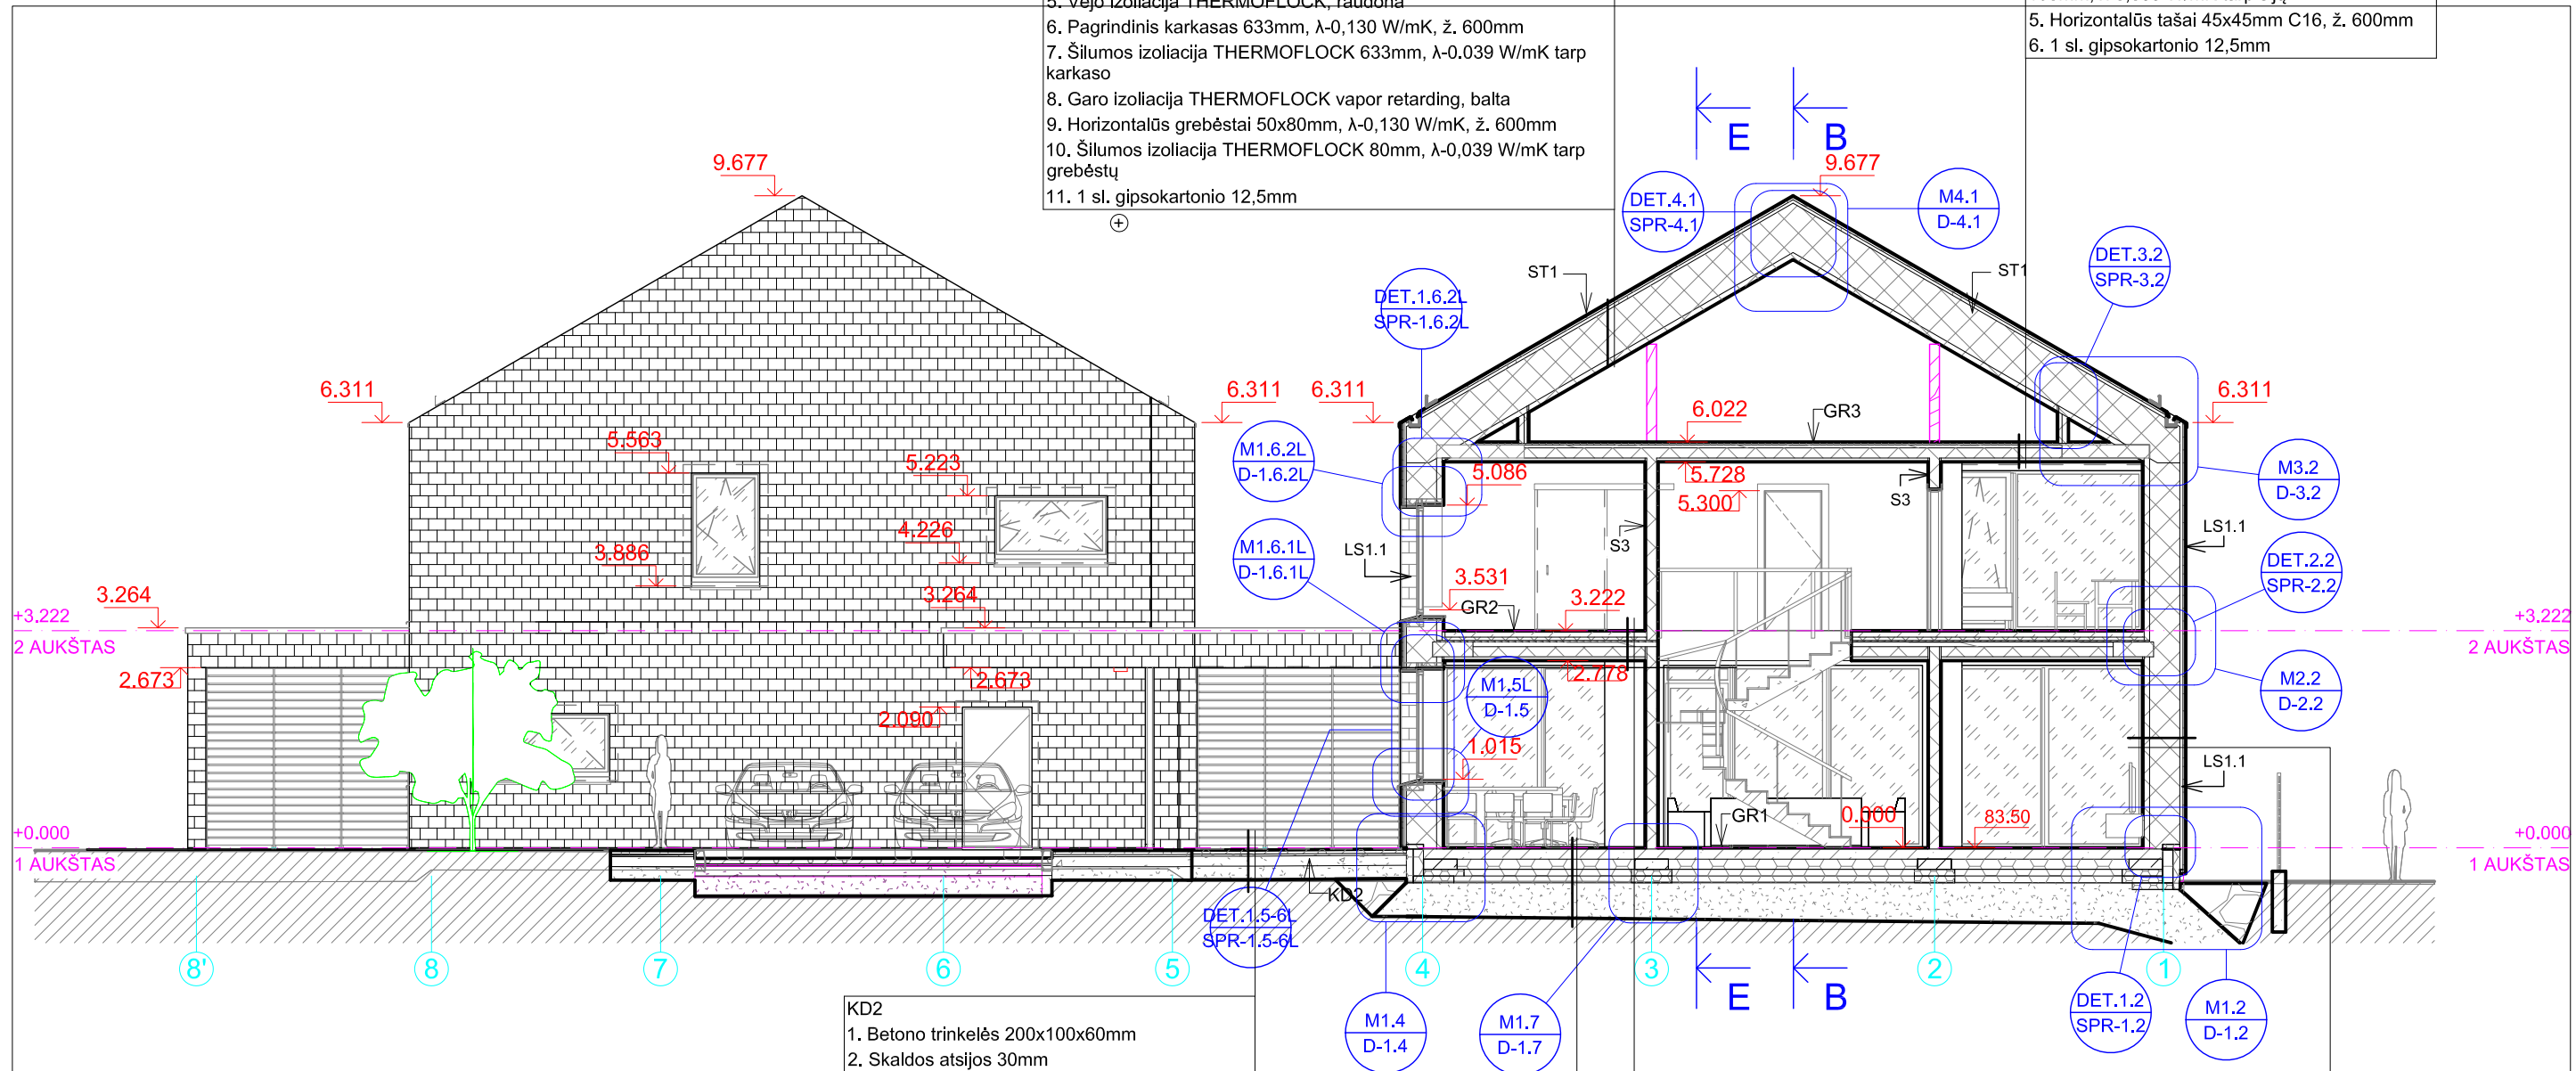 5. Vėjo izoliacija THERMOFLOCK, raudona
6. Pagrindinis karkasas 633mm, λ-0,130 W/mK, ž. 600mm
7. Šilumos izoliacija THERMOFLOCK 633mm, λ-0.039 W/mK tarp
karkaso
8. Garo izoliacija THERMOFLOCK vapor retarding, balta
9. Horizontalūs grebėstai 50x80mm, λ-0,130 W/mK, ž. 600mm
10. Šilumos izoliacija THERMOFLOCK 80mm, λ-0,039 W/mK tarp
grebėstų
11. 1 sl. gipsokartonio 12,5mm
5. Horizontalūs tašai 45x45mm C16, ž. 600mm
6. 1 sl. gipsokartonio 12,5mm
E
B
9.677
9.677
DET.4.1
SPR-4.1
M4.1
D-4.1
DET.3.2
SPR-3.2
ST1
ST1
DET.1.6.2L
SPR-1.6.2L
6.311
6.311
6.311
6.311
6.022
GR3
5.563
5.223
M1.6.2L
D-1.6.2L
5.086
5.728
5.300
S3
M3.2
D-3.2
4.226
3.886
M1.6.1L
D-1.6.1L
LS1.1
S3
LS1.1
DET.2.2
SPR-2.2
3.264
3.264
3.531
GR2
3.222
+3,222
2 AUKŠTAS
+3,222
2 AUKŠTAS
2.673
2.673
2.778
M1.5L
D-1.5
M2.2
D-2.2
2.090
1.015
LS1.1
GR1
0.000
83.50
+0.000
1 AUKŠTAS
+0.000
1 AUKŠTAS
KD2
DET.1.5-6L
SPR-1.5-6L
8'
8
7
6
5
4
3
2
1
E
B
M1.4
D-1.4
M1.7
D-1.7
DET.1.2
SPR-1.2
M1.2
D-1.2
KD2
1. Betono trinkelės 200x100x60mm
2. Skaldos atsijos 30mm